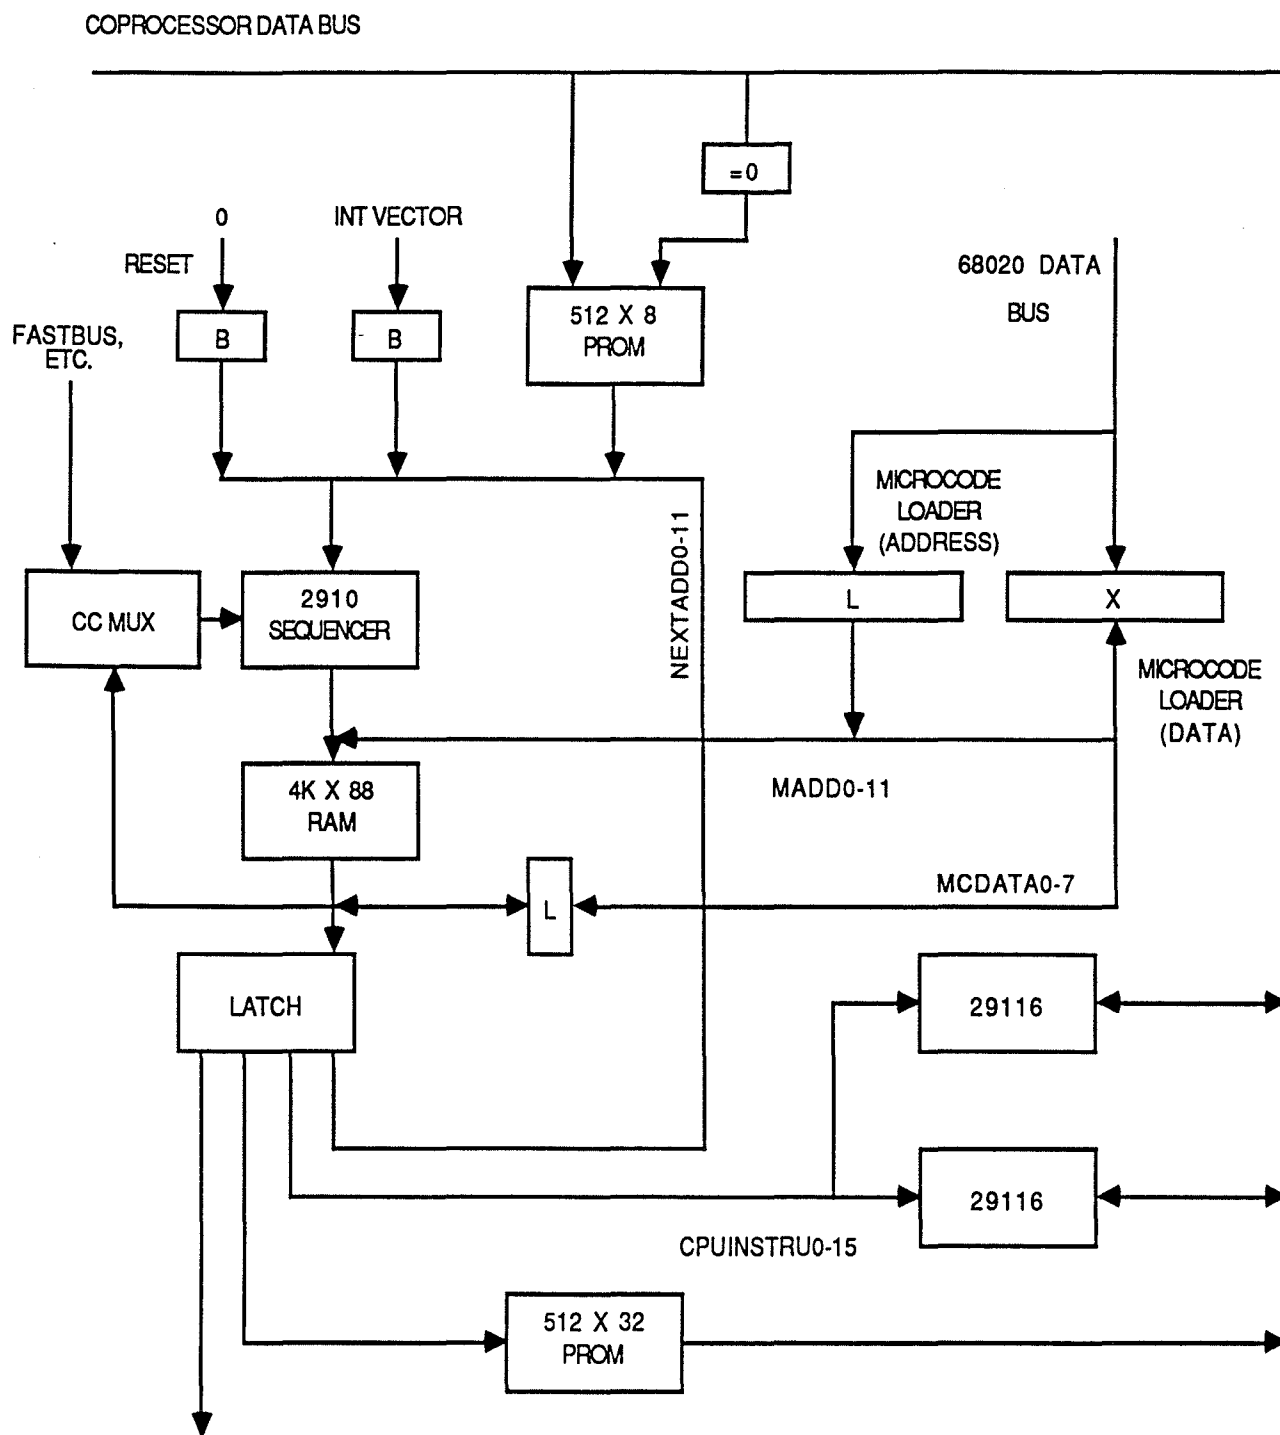 COPROCESSOR DATA BUS
=0
0
INT VECTOR
RESET
68020 DATA
BUS
512 X 8
PROM
B
B
FASTBUS,
ETC.
MICROCODE
LOADER
(ADDRESS)
NEXTADD0-11
CC MUX
2910
SEQUENCER
L
X
MICROCODE
LOADER
(DATA)
4K X 88
RAM
MADD0-11
MCDATA0-7
L
LATCH
29116
29116
CPUINSTRU0-15
512 X 32
PROM